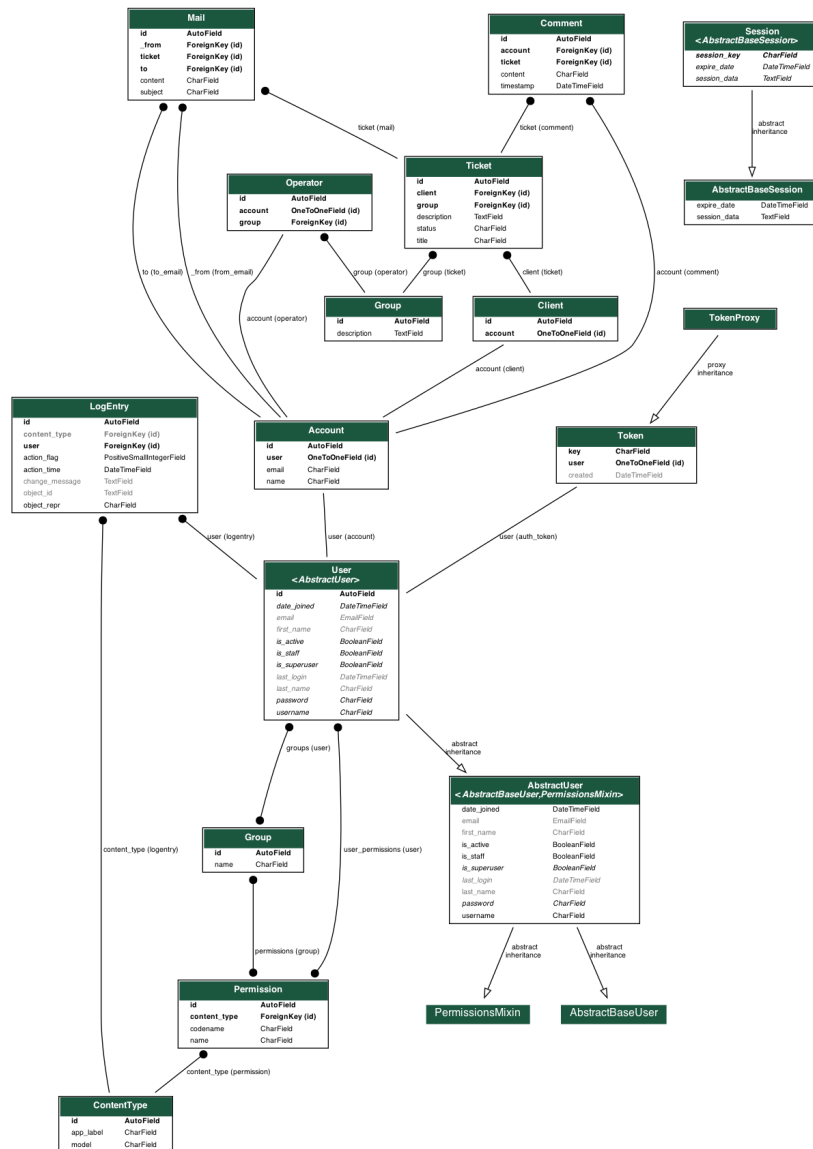 Mail
id AutoField
_from ForeignKey (id)
ticket ForeignKey (id)
to ForeignKey (id)
content CharField
subject CharField
Comment
id AutoField
account ForeignKey (id)
ticket ForeignKey (id)
content CharField
timestamp DateTimeField
Session
<AbstractBaseSession>
session_key CharField
expire_date DateTimeField
session_data TextField
ticket (mail)
ticket (comment)
abstract
inheritance
Ticket
id AutoField
client ForeignKey (id)
group ForeignKey (id)
description TextField
status CharField
title CharField
Operator
id AutoField
account OneToOneField (id)
group ForeignKey (id)
AbstractBaseSession
expire_date DateTimeField
session_data TextField
to (to_email)
_from (from_email)
group (operator)
group (ticket)
client (ticket)
account (comment)
account (operator)
Group
id AutoField
description TextField
Client
id AutoField
account OneToOneField (id)
TokenProxy
account (client)
proxy
inheritance
LogEntry
id AutoField
content_type ForeignKey (id)
user ForeignKey (id)
action_flag PositiveSmallIntegerField
action_time DateTimeField
change_message TextField
object_id TextField
object_repr CharField
Account
id AutoField
user OneToOneField (id)
email CharField
name CharField
Token
key CharField
user OneToOneField (id)
created DateTimeField
user (logentry)
user (account)
user (auth_token)
User
<AbstractUser>
id AutoField
date_joined DateTimeField
email EmailField
first_name CharField
is_active BooleanField
is_staff BooleanField
is_superuser BooleanField
last_login DateTimeField
last_name CharField
password CharField
username CharField
groups (user)
abstract
inheritance
AbstractUser
<AbstractBaseUser,PermissionsMixin>
date_joined DateTimeField
email EmailField
first_name CharField
is_active BooleanField
is_staff BooleanField
is_superuser BooleanField
last_login DateTimeField
last_name CharField
password CharField
username CharField
Group
id AutoField
name CharField
content_type (logentry)
user_permissions (user)
permissions (group)
abstract
inheritance
abstract
inheritance
Permission
id AutoField
content_type ForeignKey (id)
codename CharField
name CharField
PermissionsMixin
AbstractBaseUser
content_type (permission)
ContentType
id AutoField
app_label CharField
model CharField